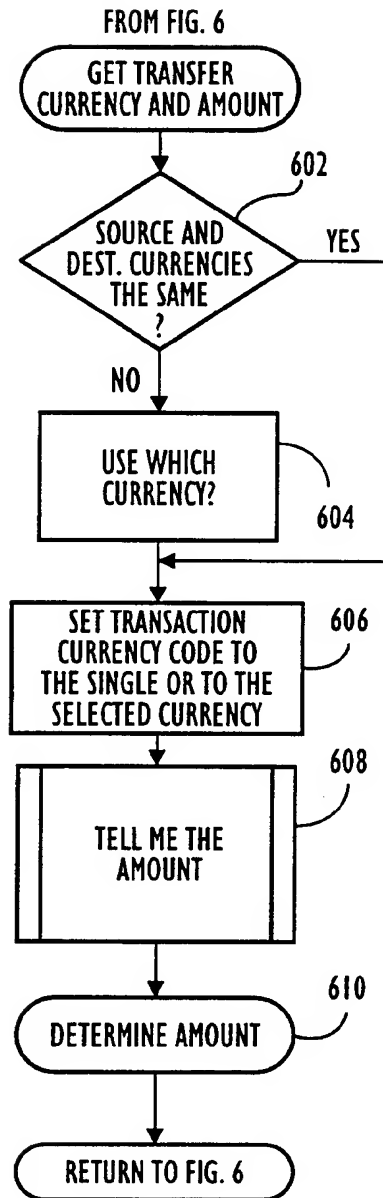 FROM FIG. 6
GET TRANSFER
CURRENCY AND AMOUNT
602
SOURCE AND
DEST. CURRENCIES
THE SAME
?
YES
NO
USE WHICH
CURRENCY?
604
SET TRANSACTION
CURRENCY CODE TO
THE SINGLE OR TO THE
SELECTED CURRENCY
606
608
TELL ME THE
AMOUNT
610
DETERMINE AMOUNT
RETURN TO FIG. 6